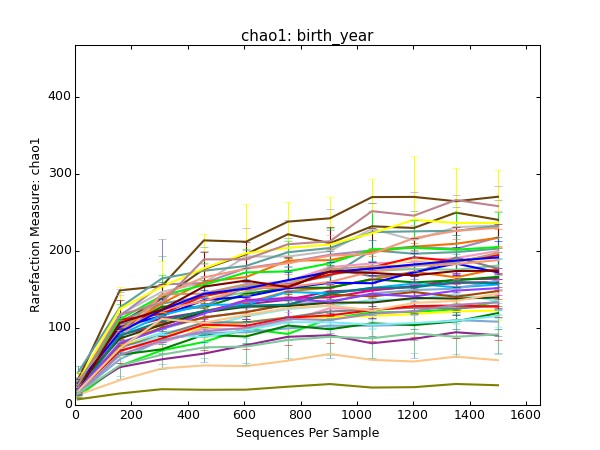 chao1: birth_year
400
300
200
100
0
0 200 400 600 800 1000 1200 1400 1600
Rarefaction Measure: chao1
Sequences Per Sample